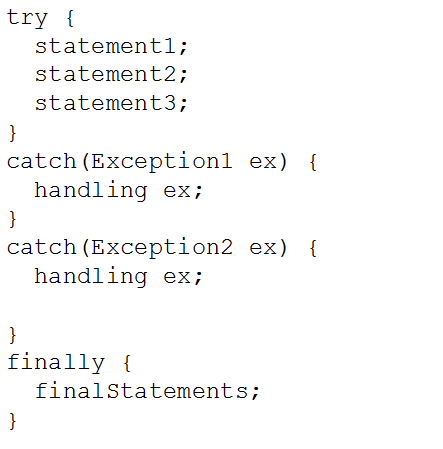 try {
  statement1;
  statement2;
  statement3;
}
catch(Exception1 ex) {
  handling ex;
}
catch(Exception2 ex) {
  handling ex;

}
finally {
  finalStatements;
}